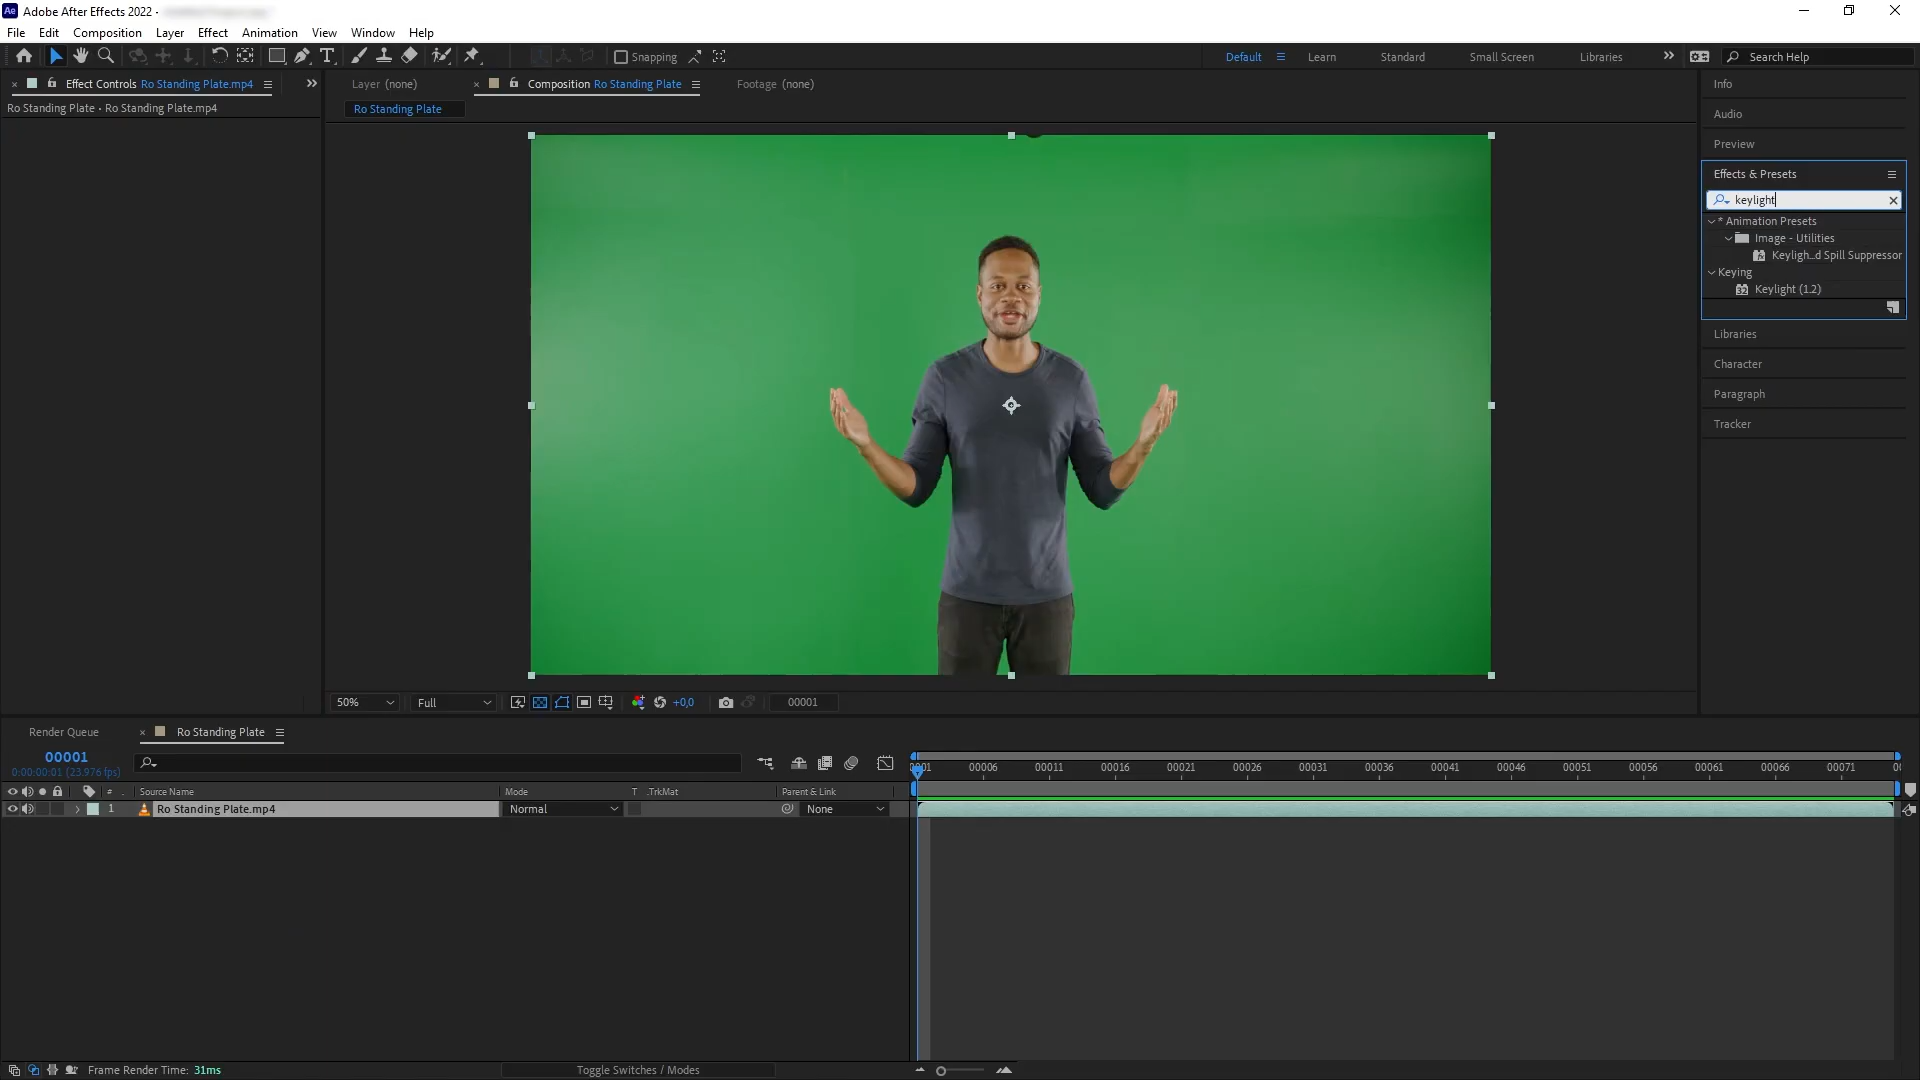 Ae Adobe After Effects 2022 -
File Edit Composition Layer Effect Animation View Window Help
Snapping Default Learn Standard Small Screen Libraries Search Help
Effect Controls Ro Standing Plate.mp4
Ro Standing Plate • Ro Standing Plate.mp4
Layer (none) Composition Ro Standing Plate Footage (none)
Ro Standing Plate
Info
Audio
Preview
Effects & Presets
keylight
* Animation Presets
Image - Utilities
Keyligh...d Spill Suppressor
Keying
32 Keylight (1.2)
Libraries
Character
Paragraph
Tracker
50% Full +0,0 00001
Render Queue Ro Standing Plate
00001
0:00:00:01 (23.976 fps)
0001 00006 00011 00016 00021 00026 00031 00036 00041 00046 00051 00056 00061 00066 00071
# Source Name Mode T .TrkMat Parent & Link
1 Ro Standing Plate.mp4 Normal None
Frame Render Time: 31ms Toggle Switches / Modes